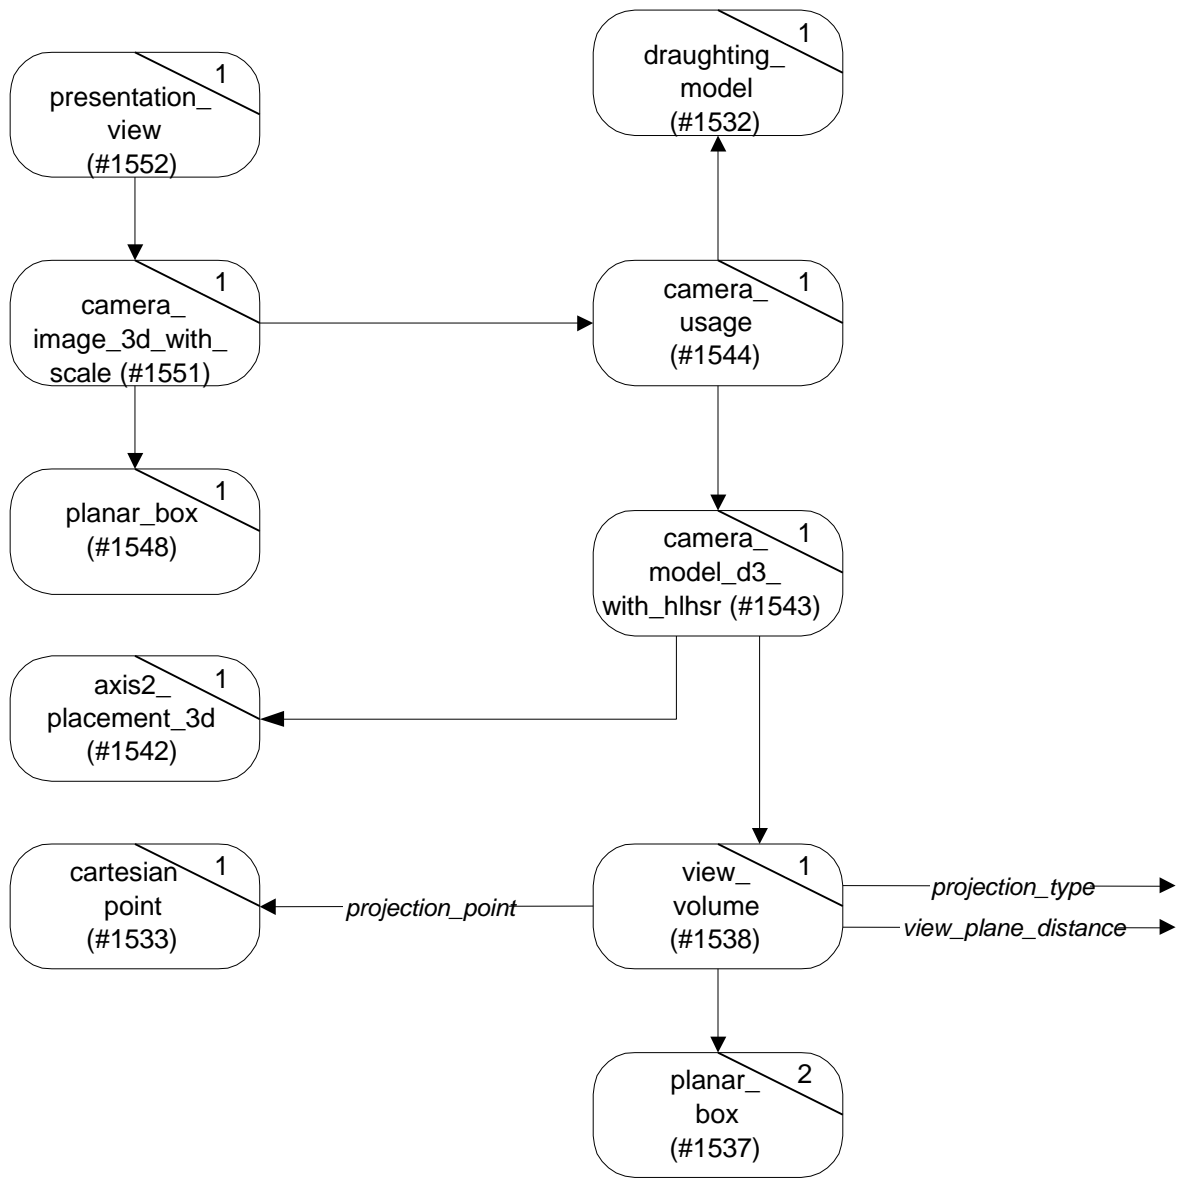 1
presentation_
view
(#1552)
1
draughting_
model
(#1532)
1
camera_
image_3d_with_
scale (#1551)
1
camera_
usage
(#1544)
1
planar_box
(#1548)
1
camera_
model_d3_
with_hlhsr (#1543)
1
axis2_
placement_3d
(#1542)
1
cartesian
point
(#1533)
projection_point
1
view_
volume
(#1538)
projection_type
view_plane_distance
2
planar_
box
(#1537)